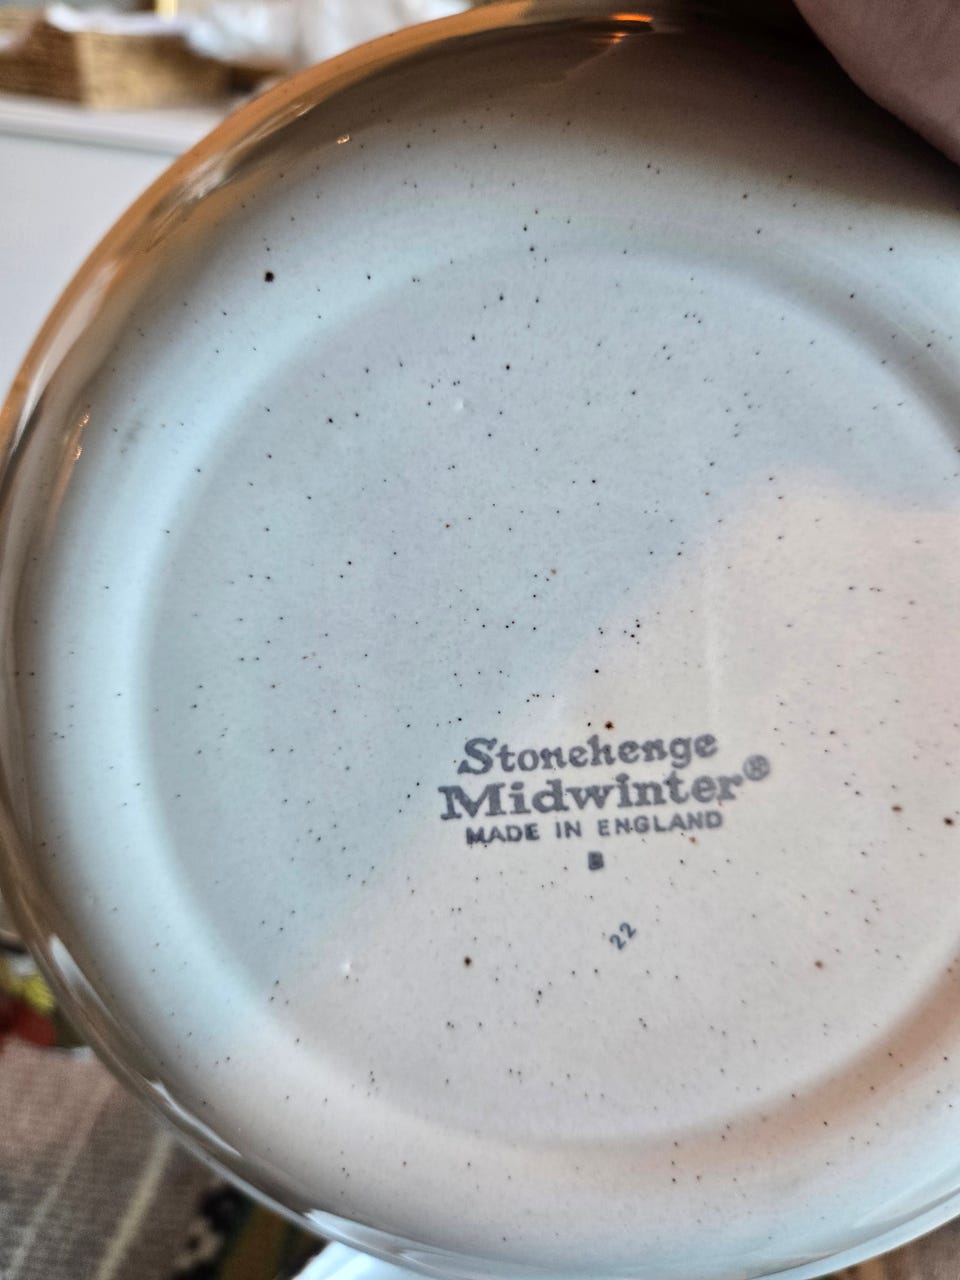 Stonehenge
Midwinter®
MADE IN ENGLAND
B
22